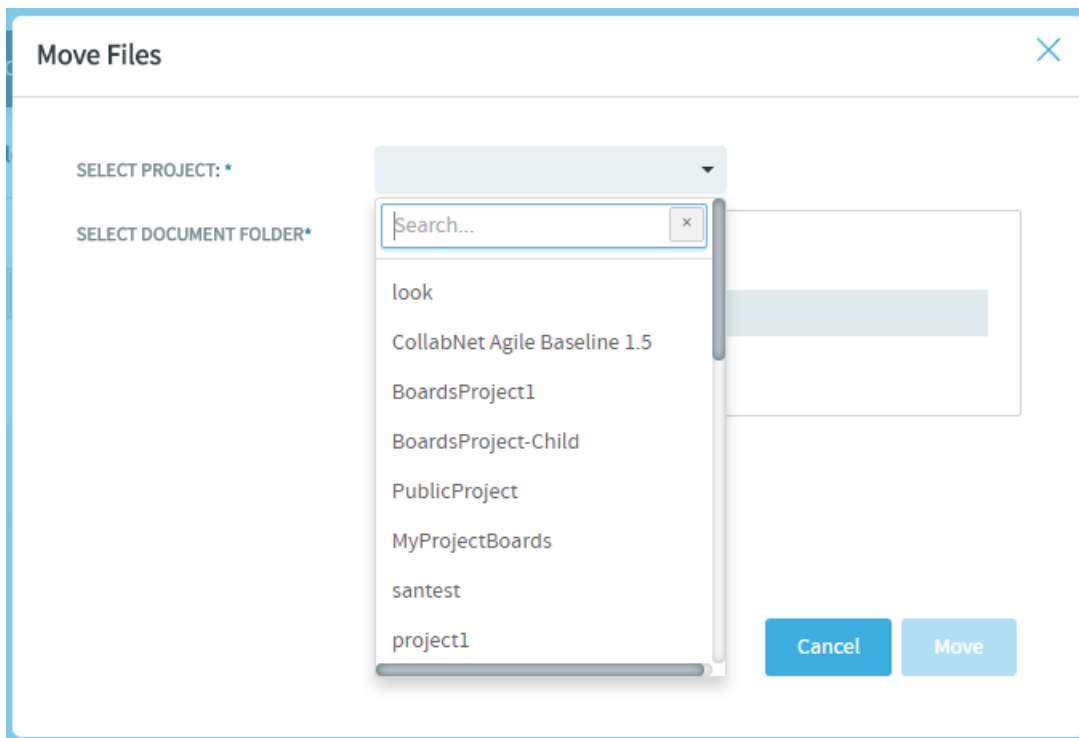 Move Files
SELECT PROJECT: *
SELECT DOCUMENT FOLDER*
Search...
look
CollabNet Agile Baseline 1.5
BoardsProject1
BoardsProject-Child
PublicProject
MyProjectBoards
santest
project1
Cancel
Move